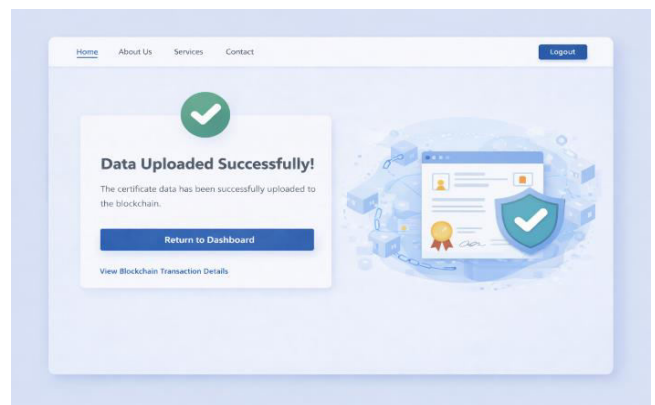 Home About Us Services Contact Logout
Data Uploaded Successfully!
The certificate data has been successfully uploaded to
the blockchain.
Return to Dashboard
View Blockchain Transaction Details